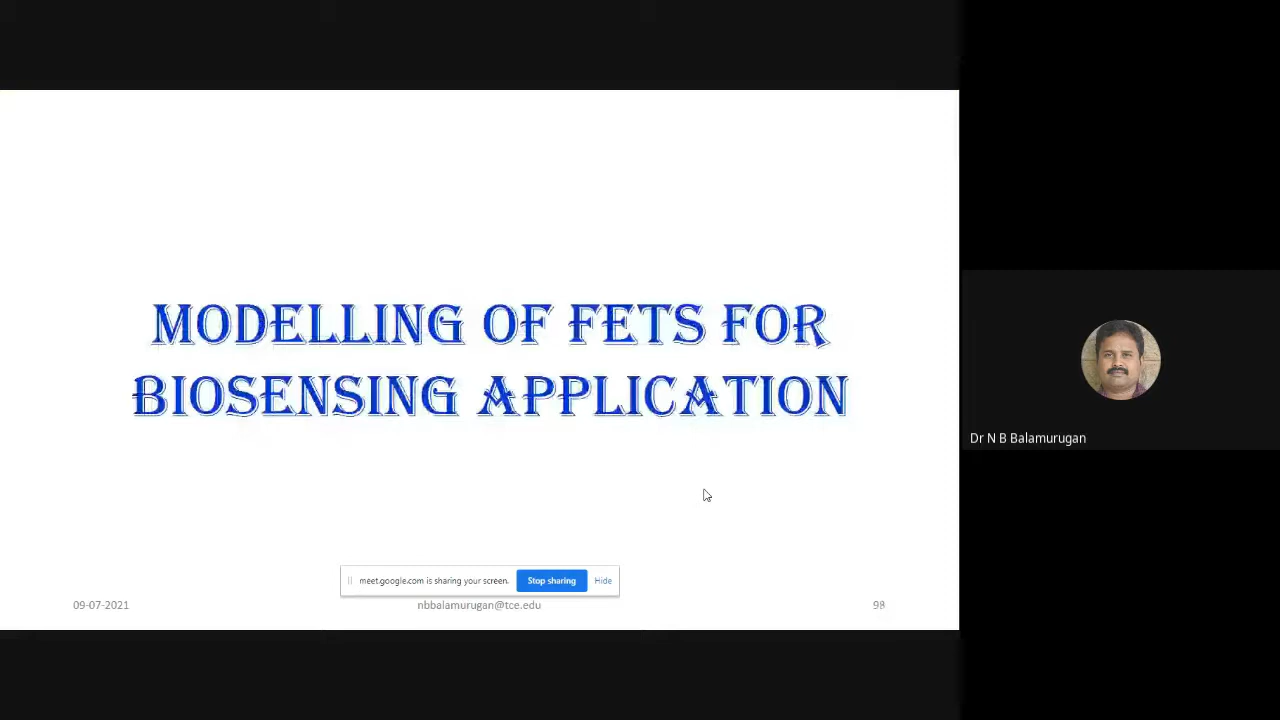 MODELLING OF FETS FOR
BIOSENSING APPLICATION
Dr N B Balamurugan
meet.google.com is sharing your screen.
Stop sharing
Hide
09-07-2021
nbbalamurugan@tce.edu
98